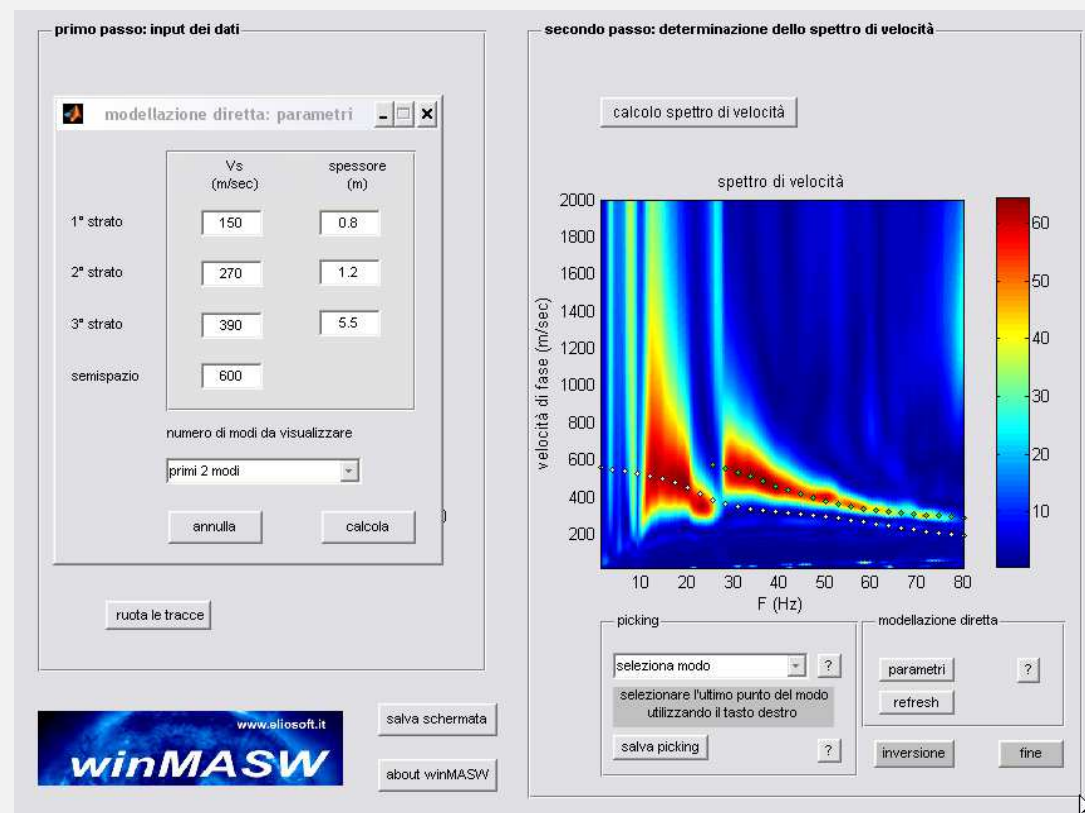 primo passo: input dei dati
modellazione diretta: parametri
Vs
(m/sec)
spessore
(m)
1° strato
150
0.8
2° strato
270
1.2
3° strato
390
5.5
semispazio
600
numero di modi da visualizzare
primi 2 modi
annulla
calcola
)
ruota le tracce
www.eliosoft.it
winMASW
salva schermata
about winMASW
secondo passo: determinazione dello spettro di velocità
calcolo spettro di velocità
spettro di velocità
velocità di fase (m/sec)
2000
1800
1600
1400
1200
1000
800
600
400
200
10 20 30 40 50 60 70 80
F (Hz)
60
50
40
30
20
10
picking
seleziona modo
?
selezionare l'ultimo punto del modo
utilizzando il tasto destro
salva picking
?
modellazione diretta
parametri
?
refresh
inversione
fine